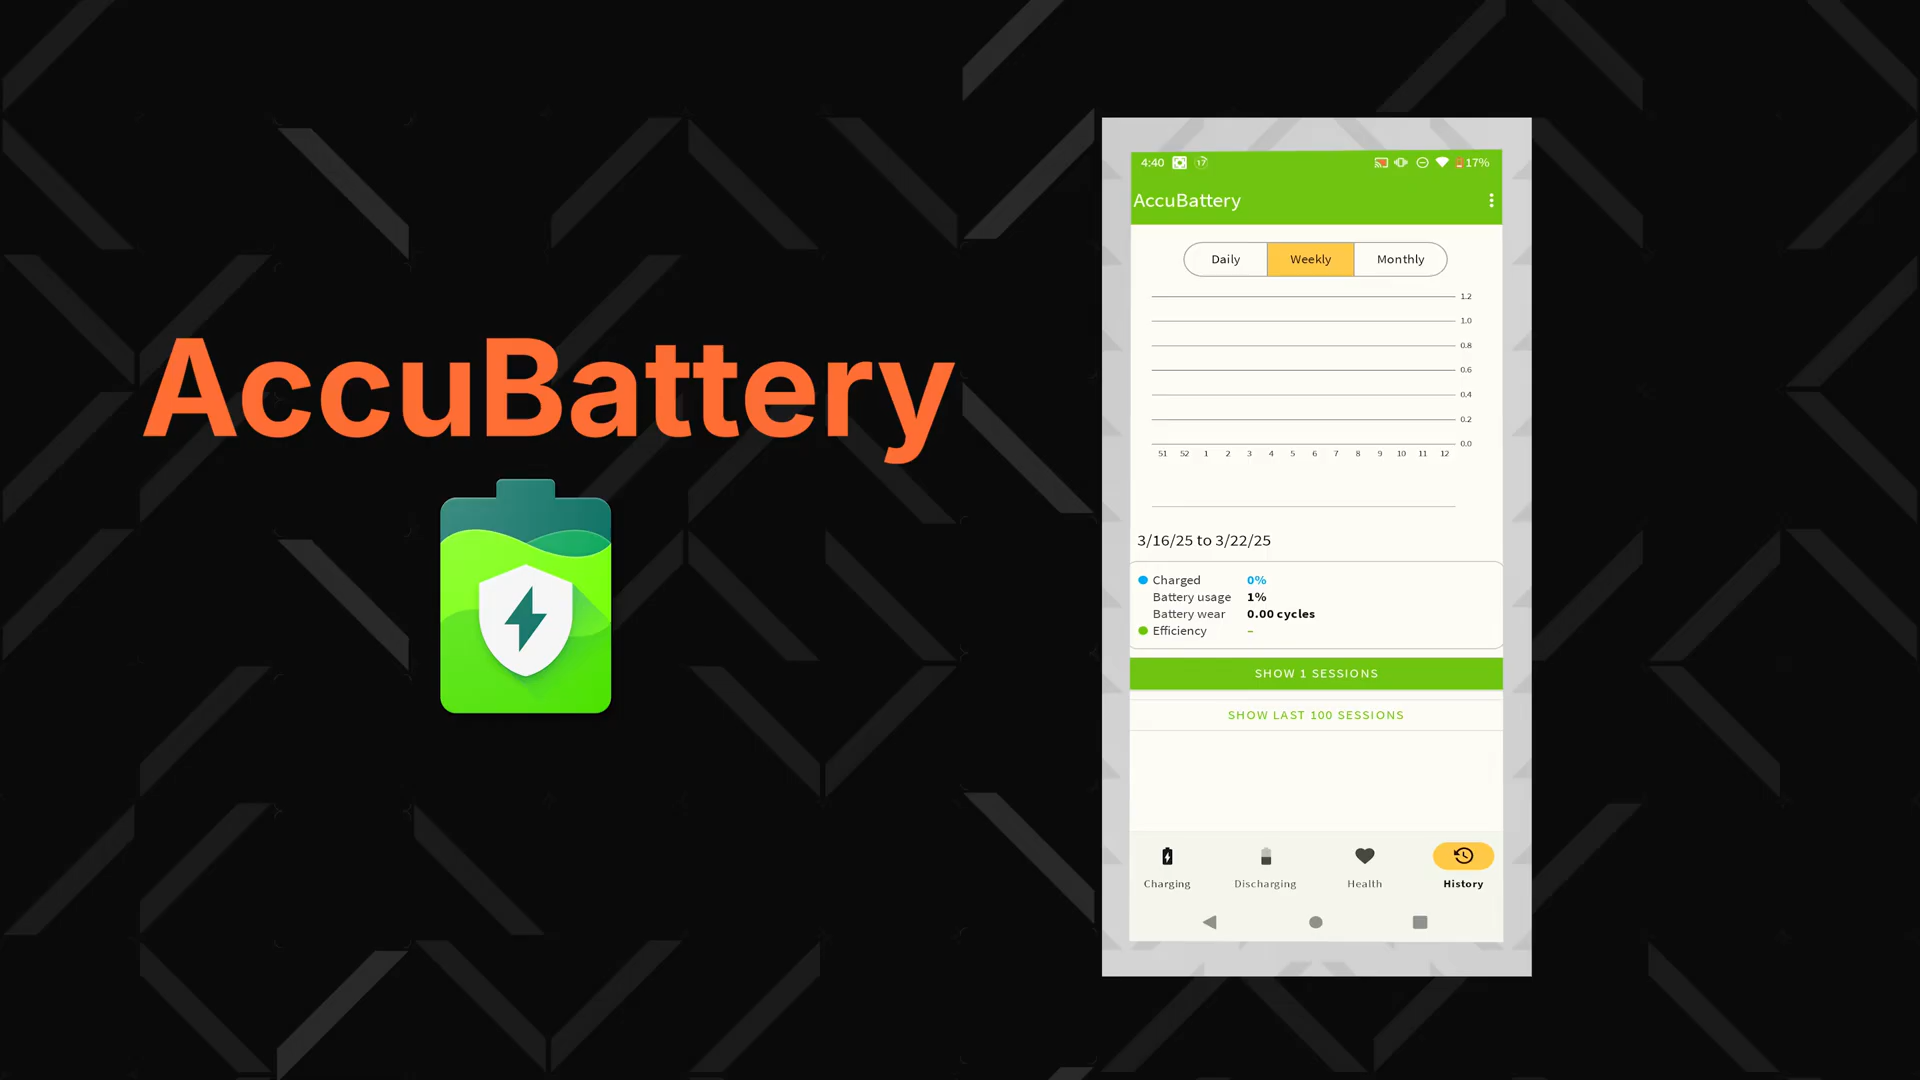 AccuBattery
4:40 17 17%
AccuBattery
Daily Weekly Monthly
1.2
1.0
0.8
0.6
0.4
0.2
0.0
51 52 1 2 3 4 5 6 7 8 9 10 11 12
3/16/25 to 3/22/25
Charged 0%
Battery usage 1%
Battery wear 0.00 cycles
Efficiency –
SHOW 1 SESSIONS
SHOW LAST 100 SESSIONS
Charging Discharging Health History